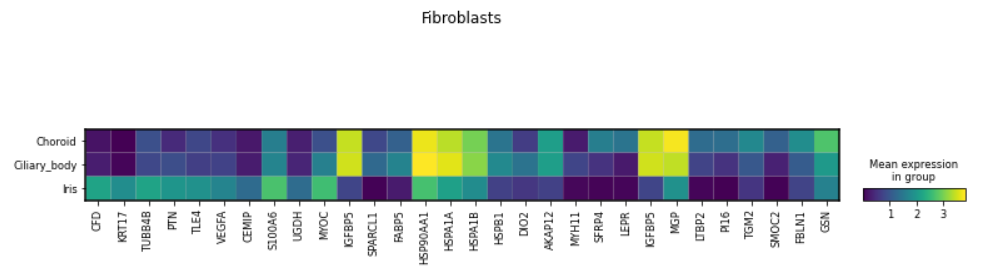 Fibroblasts
Choroid
Ciliary_body
Iris
CFD KRT17 TUBB4B PTN TLE4 VEGFA CEMIP S100A6 UGDH MYOC IGFBP5 SPARCL1 FABP5 HSP90AA1 HSPA1A HSPA1B HSPB1 DIO2 AKAP12 MYH11 SFRP4 LEPR IGFBP5 MGP LTBP2 PI16 TGM2 SMOC2 FBLN1 GSN
Mean expression
in group
1 2 3